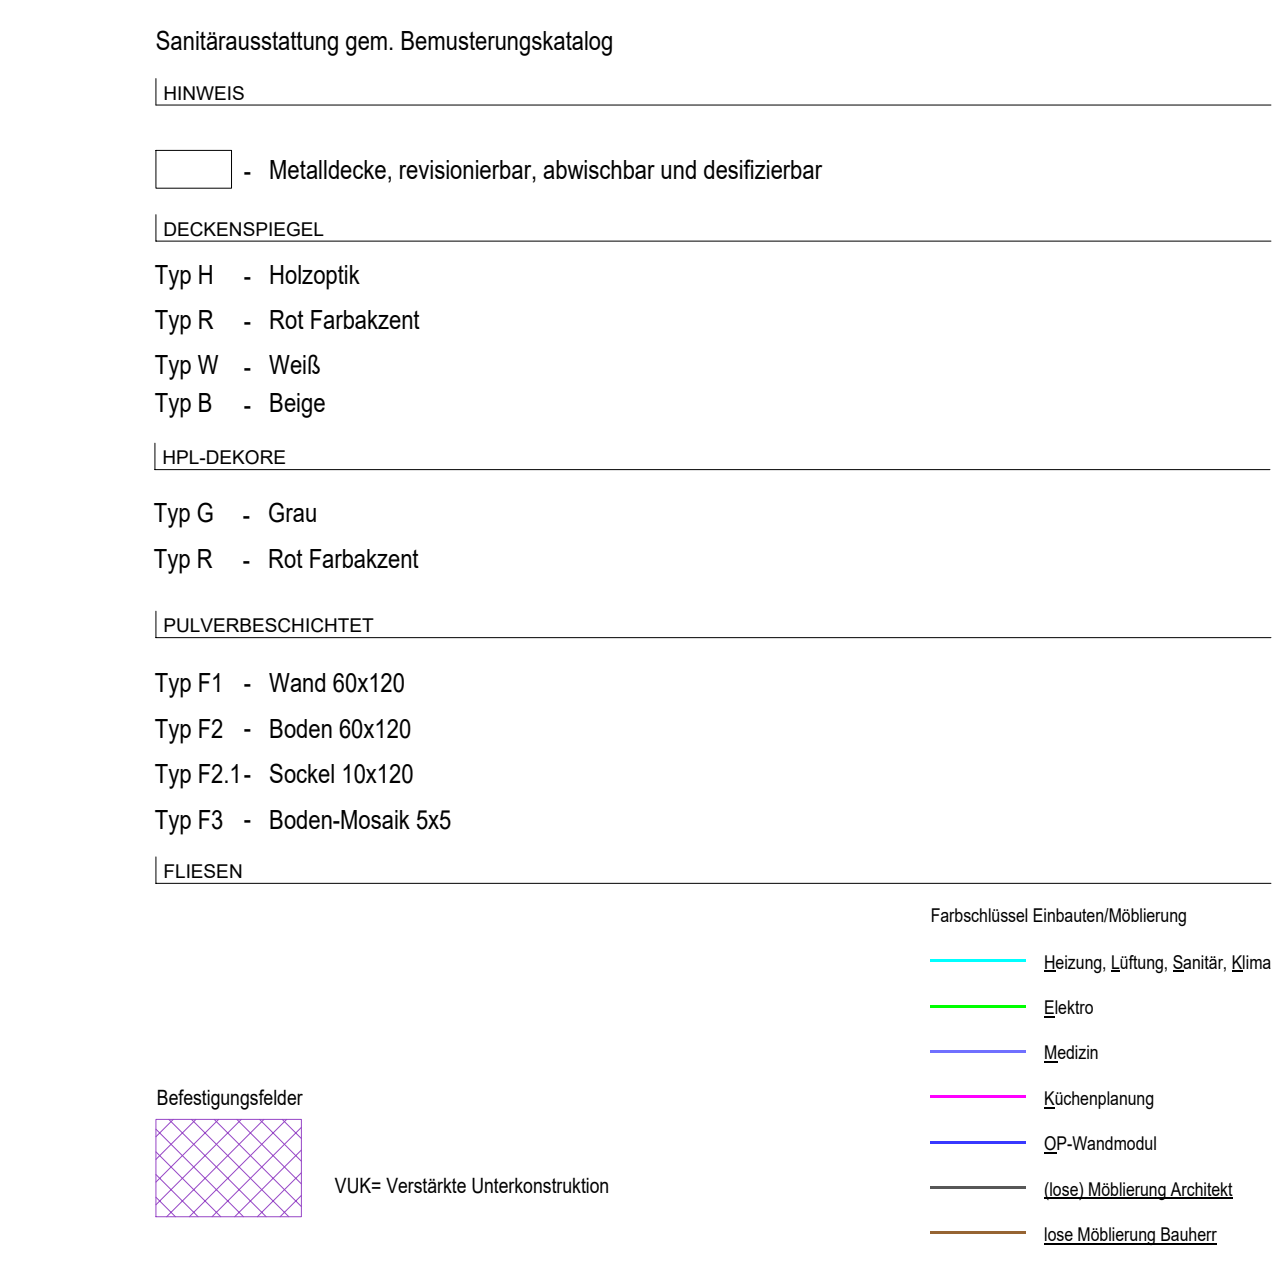 Sanitärausstattung gem. Bemusterungskatalog
HINWEIS
- Metalldecke, revisionierbar, abwischbar und desifizierbar
DECKENSPIEGEL
Typ H - Holzoptik
Typ R - Rot Farbakzent
Typ W - Weiß
Typ B - Beige
HPL-DEKORE
Typ G - Grau
Typ R - Rot Farbakzent
PULVERBESCHICHTET
Typ F1 - Wand 60x120
Typ F2 - Boden 60x120
Typ F2.1- Sockel 10x120
Typ F3 - Boden-Mosaik 5x5
FLIESEN
Farbschlüssel Einbauten/Möblierung
Heizung, Lüftung, Sanitär, Klima
Elektro
Medizin
Küchenplanung
OP-Wandmodul
(lose) Möblierung Architekt
lose Möblierung Bauherr
Befestigungsfelder
VUK= Verstärkte Unterkonstruktion